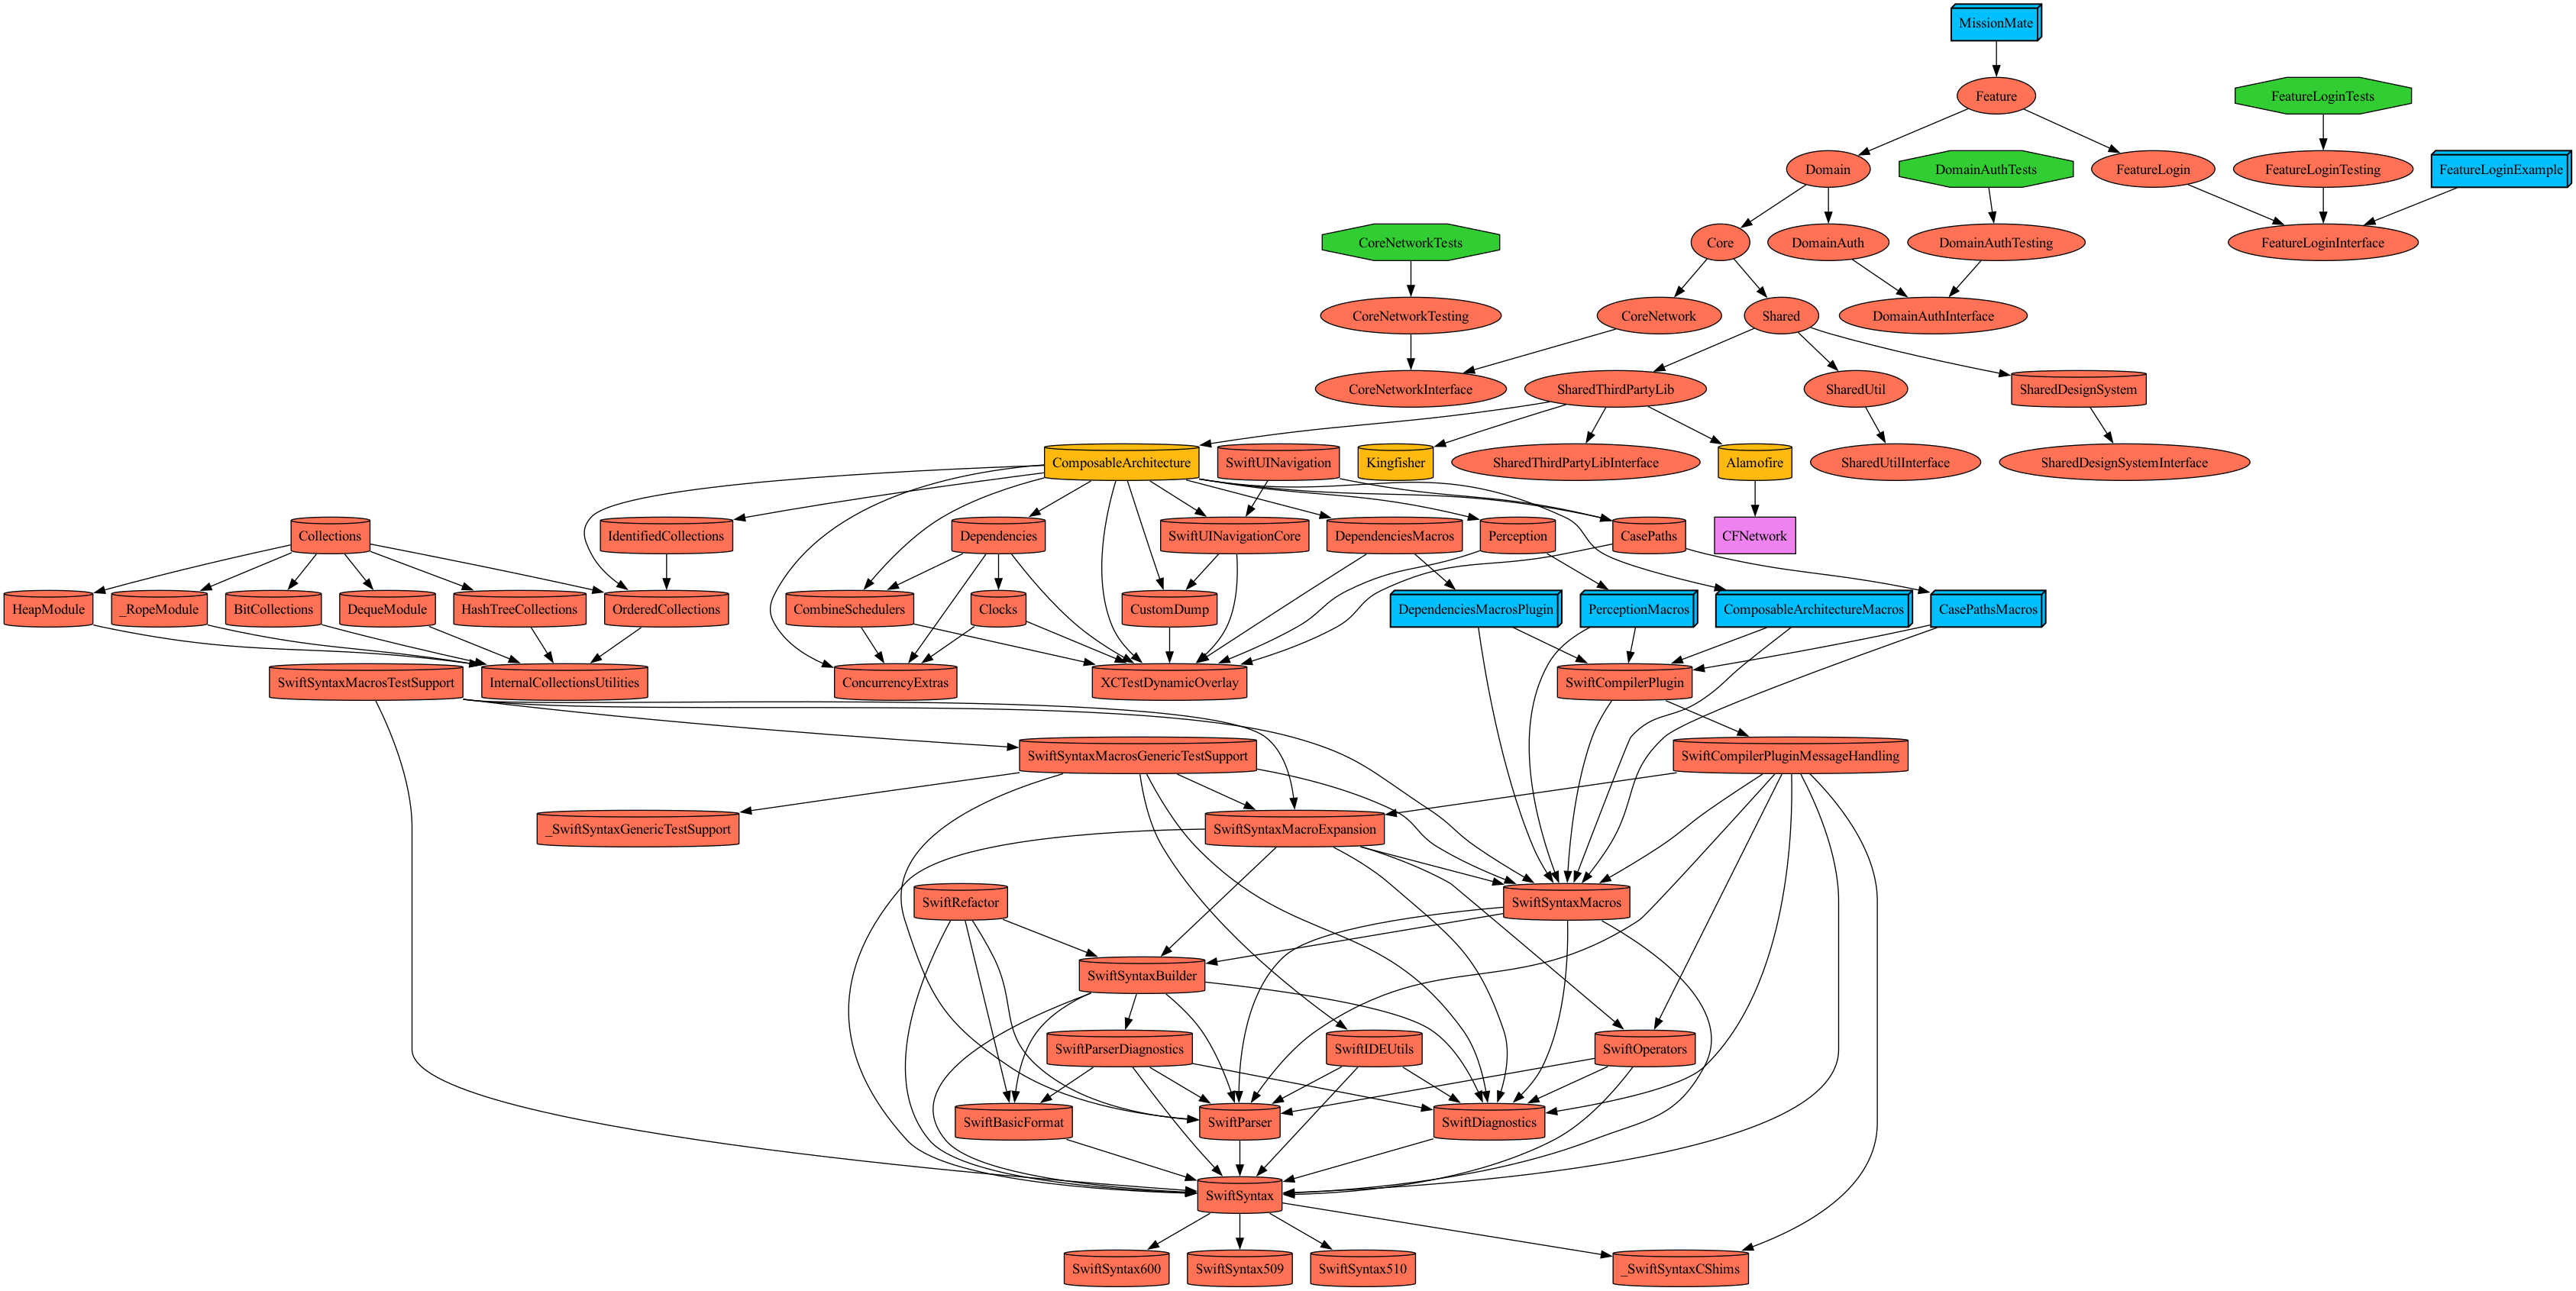 MissionMate
Feature
FeatureLoginTests
Domain
DomainAuthTests
FeatureLogin
FeatureLoginTesting
FeatureLoginExample
CoreNetworkTests
Core
DomainAuth
DomainAuthTesting
FeatureLoginInterface
CoreNetworkTesting
CoreNetwork
Shared
DomainAuthInterface
CoreNetworkInterface
SharedThirdPartyLib
SharedUtil
SharedDesignSystem
ComposableArchitecture
SwiftUINavigation
Kingfisher
SharedThirdPartyLibInterface
Alamofire
SharedUtilInterface
SharedDesignSystemInterface
Collections
IdentifiedCollections
Dependencies
SwiftUINavigationCore
DependenciesMacros
Perception
CasePaths
CFNetwork
HeapModule
_RopeModule
BitCollections
DequeModule
HashTreeCollections
OrderedCollections
CombineSchedulers
Clocks
CustomDump
DependenciesMacrosPlugin
PerceptionMacros
ComposableArchitectureMacros
CasePathsMacros
SwiftSyntaxMacrosTestSupport
InternalCollectionsUtilities
ConcurrencyExtras
XCTestDynamicOverlay
SwiftCompilerPlugin
SwiftSyntaxMacrosGenericTestSupport
SwiftCompilerPluginMessageHandling
_SwiftSyntaxGenericTestSupport
SwiftSyntaxMacroExpansion
SwiftRefactor
SwiftSyntaxMacros
SwiftSyntaxBuilder
SwiftParserDiagnostics
SwiftIDEUtils
SwiftOperators
SwiftBasicFormat
SwiftParser
SwiftDiagnostics
SwiftSyntax
SwiftSyntax600
SwiftSyntax509
SwiftSyntax510
_SwiftSyntaxCShims